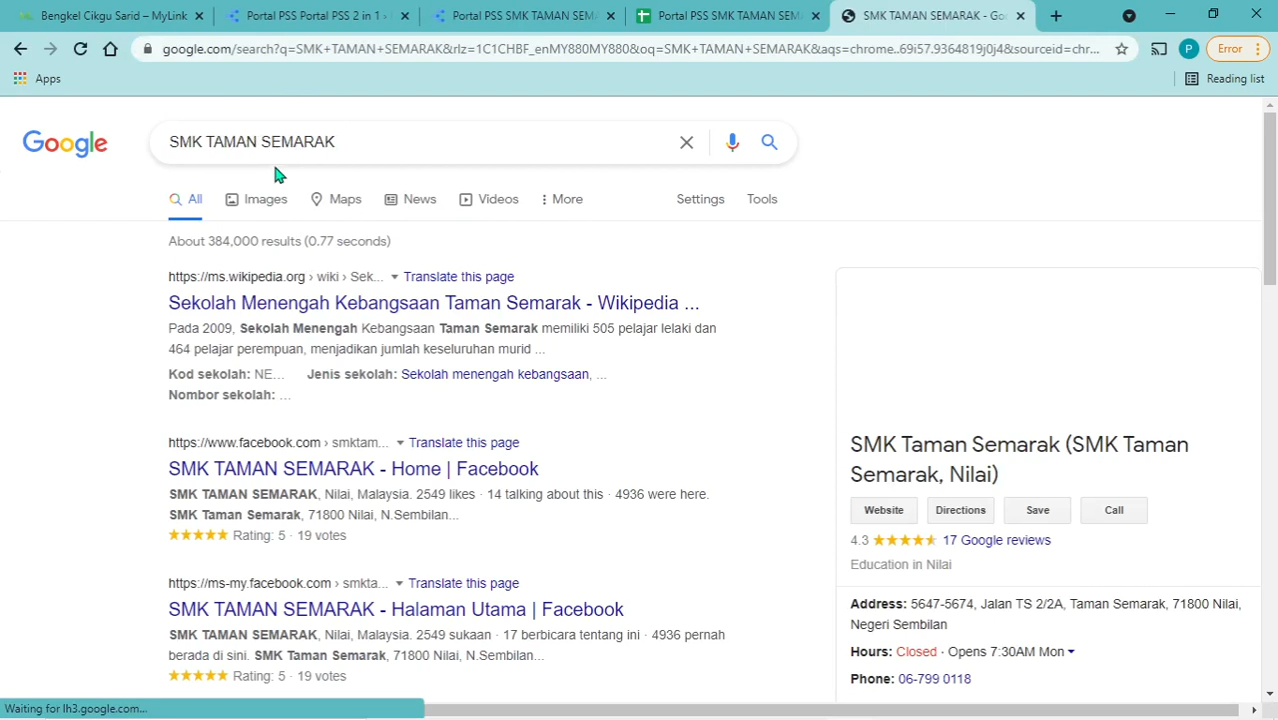 Bengkel Cikgu Sarid – MyLink
Portal PSS Portal PSS 2 in 1 ›
Portal PSS SMK TAMAN SEM
Portal PSS SMK TAMAN SEMA
SMK TAMAN SEMARAK - Go
google.com/search?q=SMK+TAMAN+SEMARAK&rlz=1C1CHBF_enMY880MY880&oq=SMK+TAMAN+SEMARAK&aqs=chrome..69i57.9364819j0j4&sourceid=chr...
P
Error
Apps
Reading list
Google
SMK TAMAN SEMARAK
All
Images
Maps
News
Videos
More
Settings
Tools
About 384,000 results (0.77 seconds)
https://ms.wikipedia.org › wiki › Sek... Translate this page
Sekolah Menengah Kebangsaan Taman Semarak - Wikipedia ...
Pada 2009, Sekolah Menengah Kebangsaan Taman Semarak memiliki 505 pelajar lelaki dan
464 pelajar perempuan, menjadikan jumlah keseluruhan murid ...
Kod sekolah: NE... Jenis sekolah: Sekolah menengah kebangsaan, ...
Nombor sekolah: ...
https://www.facebook.com › smktam... Translate this page
SMK TAMAN SEMARAK - Home | Facebook
SMK TAMAN SEMARAK, Nilai, Malaysia. 2549 likes · 14 talking about this · 4936 were here.
SMK Taman Semarak, 71800 Nilai, N.Sembilan...
Rating: 5 · 19 votes
https://ms-my.facebook.com › smkta... Translate this page
SMK TAMAN SEMARAK - Halaman Utama | Facebook
SMK TAMAN SEMARAK, Nilai, Malaysia. 2549 sukaan · 17 berbicara tentang ini · 4936 pernah
berada di sini. SMK Taman Semarak, 71800 Nilai, N.Sembilan...
Rating: 5 · 19 votes
SMK Taman Semarak (SMK Taman
Semarak, Nilai)
Website
Directions
Save
Call
4.3 17 Google reviews
Education in Nilai
Address: 5647-5674, Jalan TS 2/2A, Taman Semarak, 71800 Nilai,
Negeri Sembilan
Hours: Closed · Opens 7:30AM Mon
Phone: 06-799 0118
Waiting for lh3.google.com...